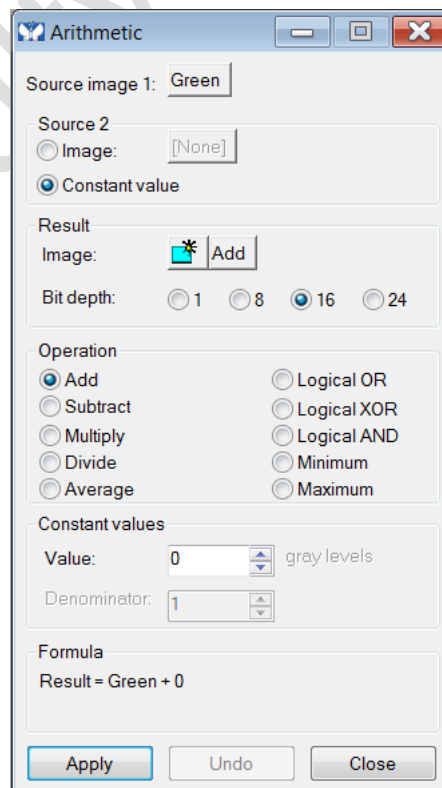 Arithmetic
Source image 1: Green
Source 2
Image: [None]
Constant value
Result
Image: Add
Bit depth: 1 8 16 24
Operation
Add Logical OR
Subtract Logical XOR
Multiply Logical AND
Divide Minimum
Average Maximum
Constant values
Value: 0 gray levels
Denominator: 1
Formula
Result = Green + 0
Apply Undo Close